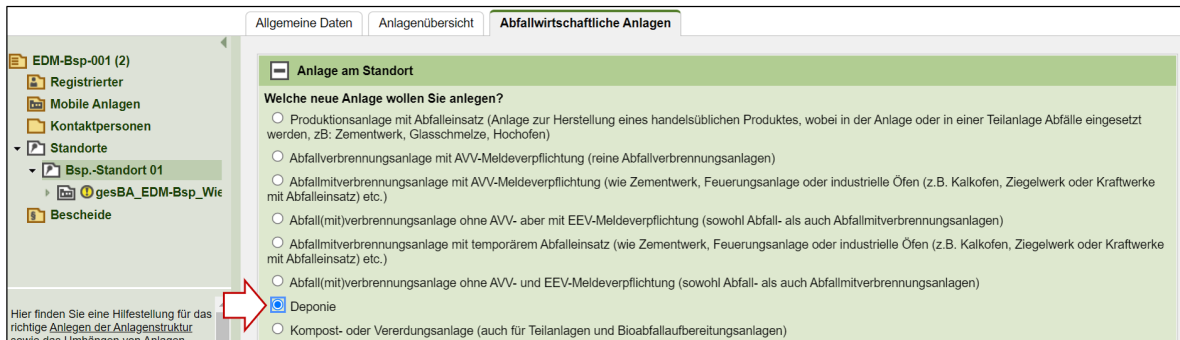 Allgemeine Daten
Anlagenübersicht
Abfallwirtschaftliche Anlagen
EDM-Bsp-001 (2)
Registrierter
Mobile Anlagen
Kontaktpersonen
Standorte
Bsp.-Standort 01
gesBA_EDM-Bsp_Wie
Bescheide
Hier finden Sie eine Hilfestellung für das
richtige Anlegen der Anlagenstruktur
sowie das Umhängen von Anlagen
Anlage am Standort
Welche neue Anlage wollen Sie anlegen?
Produktionsanlage mit Abfalleinsatz (Anlage zur Herstellung eines handelsüblichen Produktes, wobei in der Anlage oder in einer Teilanlage Abfälle eingesetzt
werden, zB: Zementwerk, Glasschmelze, Hochofen)
Abfallverbrennungsanlage mit AVV-Meldeverpflichtung (reine Abfallverbrennungsanlagen)
Abfallmitverbrennungsanlage mit AVV-Meldeverpflichtung (wie Zementwerk, Feuerungsanlage oder industrielle Öfen (z.B. Kalkofen, Ziegelwerk oder Kraftwerke
mit Abfalleinsatz) etc.)
Abfall(mit)verbrennungsanlage ohne AVV- aber mit EEV-Meldeverpflichtung (sowohl Abfall- als auch Abfallmitverbrennungsanlagen)
Abfallmitverbrennungsanlage mit temporärem Abfalleinsatz (wie Zementwerk, Feuerungsanlage oder industrielle Öfen (z.B. Kalkofen, Ziegelwerk oder Kraftwerke
mit Abfalleinsatz) etc.)
Abfall(mit)verbrennungsanlage ohne AVV- und EEV-Meldeverpflichtung (sowohl Abfall- als auch Abfallmitverbrennungsanlagen)
Deponie
Kompost- oder Vererdungsanlage (auch für Teilanlagen und Bioabfallaufbereitungsanlagen)